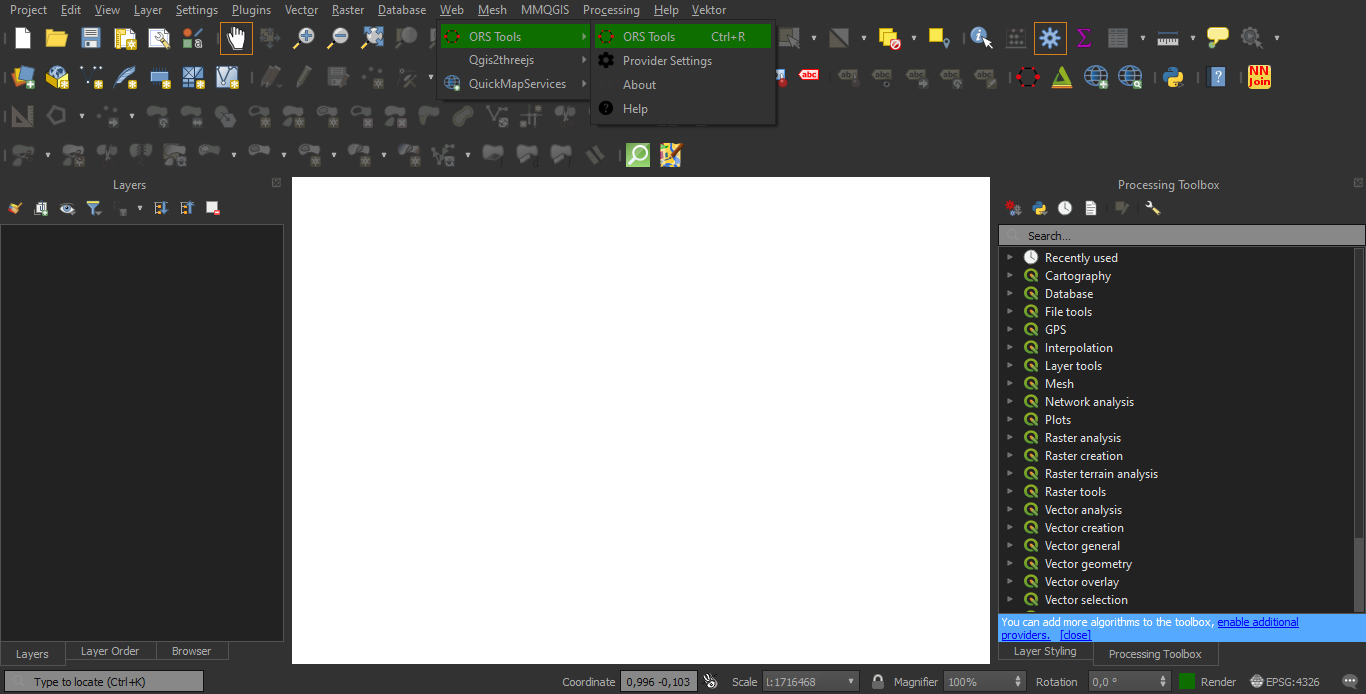 Project Edit View Layer Settings Plugins Vector Raster Database Web Mesh MMQGIS Processing Help Vektor
ORS Tools
Qgis2threejs
QuickMapServices
ORS Tools Ctrl+R
Provider Settings
About
Help
abc
abc
abc
abc
abc
abc
NN
Join
Layers
Processing Toolbox
Search...
Recently used
Cartography
Database
File tools
GPS
Interpolation
Layer tools
Mesh
Network analysis
Plots
Raster analysis
Raster creation
Raster terrain analysis
Raster tools
Vector analysis
Vector creation
Vector general
Vector geometry
Vector overlay
Vector selection
You can add more algorithms to the toolbox, enable additional
providers. [close]
Layers Layer Order Browser
Layer Styling Processing Toolbox
Type to locate (Ctrl+K) Coordinate 0,996 -0,103 Scale l:1716468 Magnifier 100% Rotation 0,0 ° Render EPSG:4326